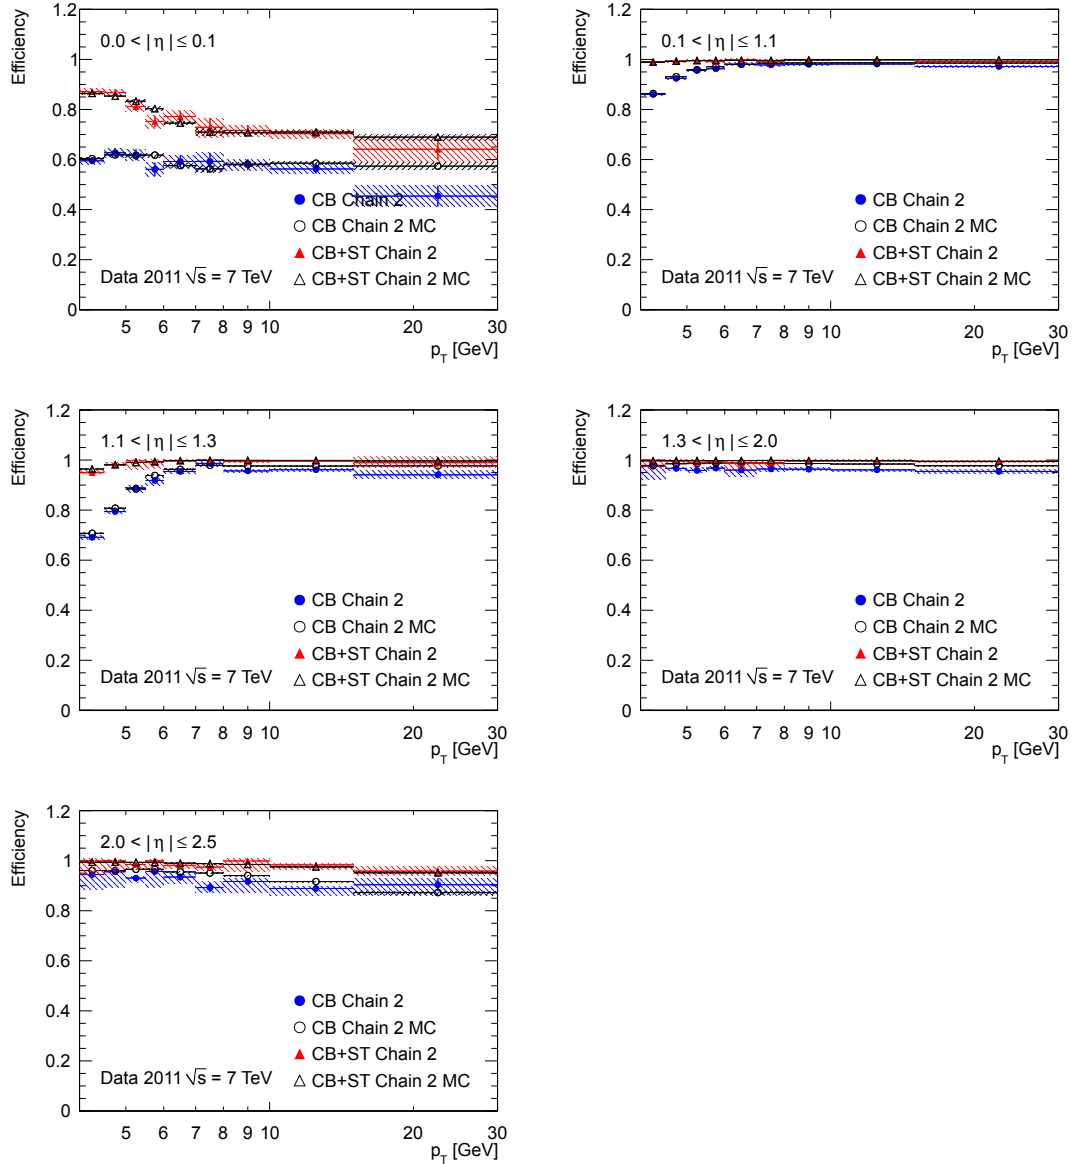 Efficiency
1.2
1
0.8
0.6
0.4
0.2
0
0.0 < | η | ≤ 0.1
CB Chain 2
CB Chain 2 MC
CB+ST Chain 2
CB+ST Chain 2 MC
Data 2011 √s = 7 TeV
5 6 7 8 9 10 20 30
p_T [GeV]
Efficiency
1.2
1
0.8
0.6
0.4
0.2
0
0.1 < | η | ≤ 1.1
CB Chain 2
CB Chain 2 MC
CB+ST Chain 2
CB+ST Chain 2 MC
Data 2011 √s = 7 TeV
5 6 7 8 9 10 20 30
p_T [GeV]
Efficiency
1.2
1
0.8
0.6
0.4
0.2
0
1.1 < | η | ≤ 1.3
CB Chain 2
CB Chain 2 MC
CB+ST Chain 2
CB+ST Chain 2 MC
Data 2011 √s = 7 TeV
5 6 7 8 9 10 20 30
p_T [GeV]
Efficiency
1.2
1
0.8
0.6
0.4
0.2
0
1.3 < | η | ≤ 2.0
CB Chain 2
CB Chain 2 MC
CB+ST Chain 2
CB+ST Chain 2 MC
Data 2011 √s = 7 TeV
5 6 7 8 9 10 20 30
p_T [GeV]
Efficiency
1.2
1
0.8
0.6
0.4
0.2
0
2.0 < | η | ≤ 2.5
CB Chain 2
CB Chain 2 MC
CB+ST Chain 2
CB+ST Chain 2 MC
Data 2011 √s = 7 TeV
5 6 7 8 9 10 20 30
p_T [GeV]